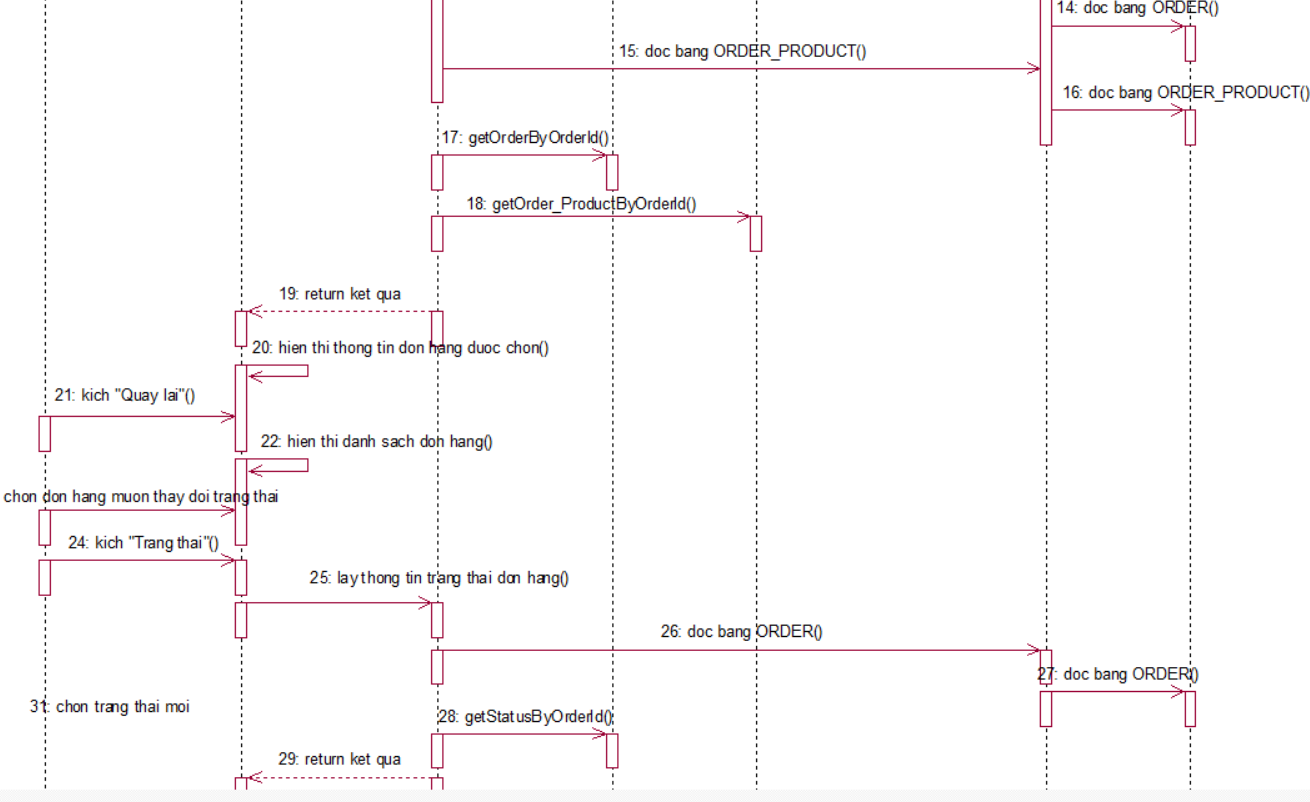 14: doc bang ORDER()
15: doc bang ORDER_PRODUCT()
16: doc bang ORDER_PRODUCT()
17: getOrderByOrderId()
18: getOrder_ProductByOrderId()
19: return ket qua
20: hien thi thong tin don hang duoc chon()
21: kich "Quay lai"()
22: hien thi danh sach don hang()
chon don hang muon thay doi trang thai
24: kich "Trang thai"()
25: lay thong tin trang thai don hang()
26: doc bang ORDER()
27: doc bang ORDER()
31: chon trang thai moi
28: getStatusByOrderId()
29: return ket qua